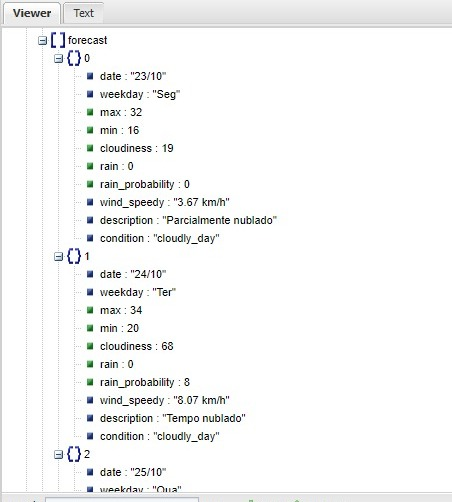 Viewer Text
forecast
0
date : "23/10"
weekday : "Seg"
max : 32
min : 16
cloudiness : 19
rain : 0
rain_probability : 0
wind_speedy : "3.67 km/h"
description : "Parcialmente nublado"
condition : "cloudly_day"
1
date : "24/10"
weekday : "Ter"
max : 34
min : 20
cloudiness : 68
rain : 0
rain_probability : 8
wind_speedy : "8.07 km/h"
description : "Tempo nublado"
condition : "cloudly_day"
2
date : "25/10"
weekday : "Qua"